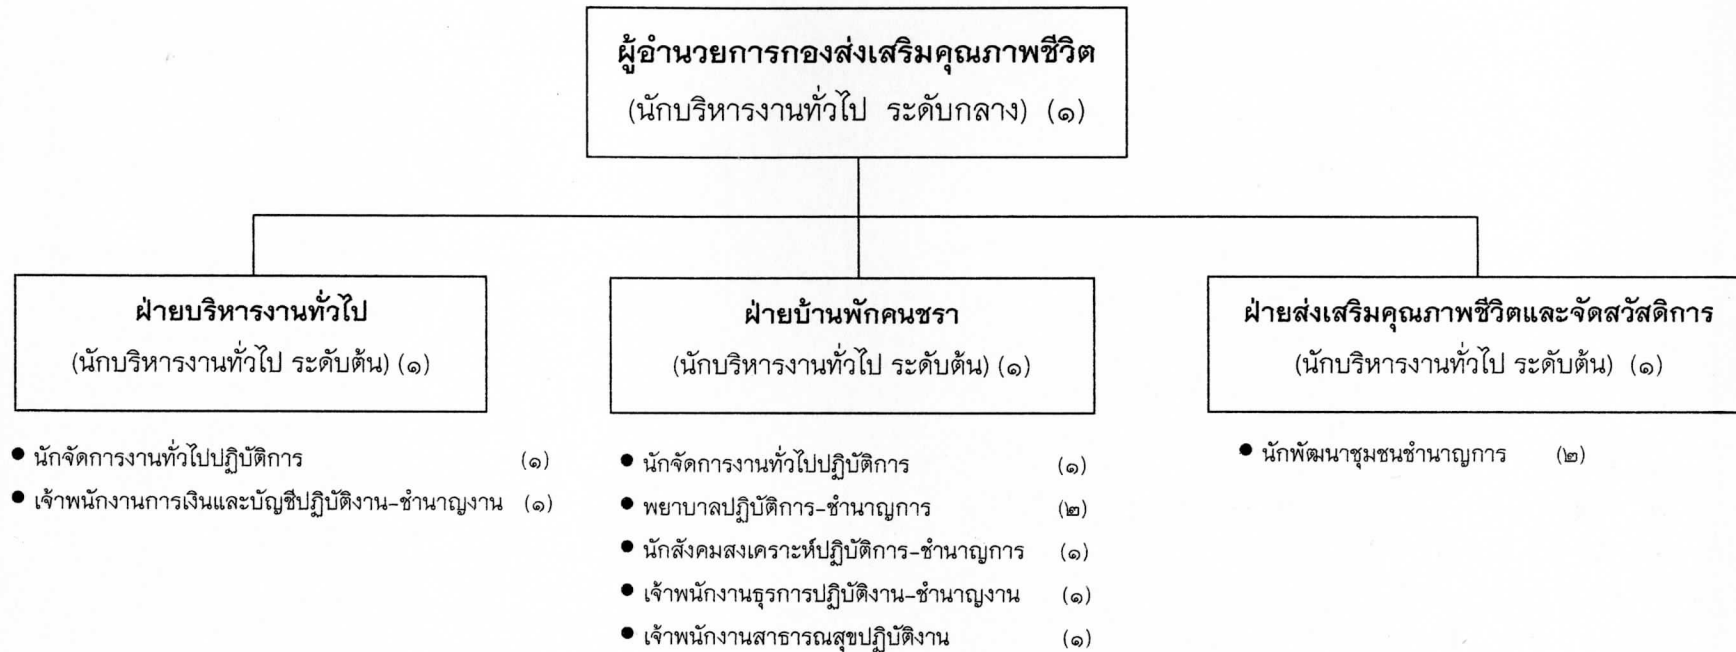 ผู้อำนวยการกองส่งเสริมคุณภาพชีวิต
(นักบริหารงานทั่วไป ระดับกลาง) (๑)
ฝ่ายบริหารงานทั่วไป
(นักบริหารงานทั่วไป ระดับต้น) (๑)
● นักจัดการงานทั่วไปปฏิบัติการ (๑)
● เจ้าพนักงานการเงินและบัญชีปฏิบัติงาน-ชำนาญงาน (๑)
ฝ่ายบ้านพักคนชรา
(นักบริหารงานทั่วไป ระดับต้น) (๑)
● นักจัดการงานทั่วไปปฏิบัติการ (๑)
● พยาบาลปฏิบัติการ-ชำนาญการ (๒)
● นักสังคมสงเคราะห์ปฏิบัติการ-ชำนาญการ (๑)
● เจ้าพนักงานธุรการปฏิบัติงาน-ชำนาญงาน (๑)
● เจ้าพนักงานสาธารณสุขปฏิบัติงาน (๑)
ฝ่ายส่งเสริมคุณภาพชีวิตและจัดสวัสดิการ
(นักบริหารงานทั่วไป ระดับต้น) (๑)
● นักพัฒนาชุมชนชำนาญการ (๒)